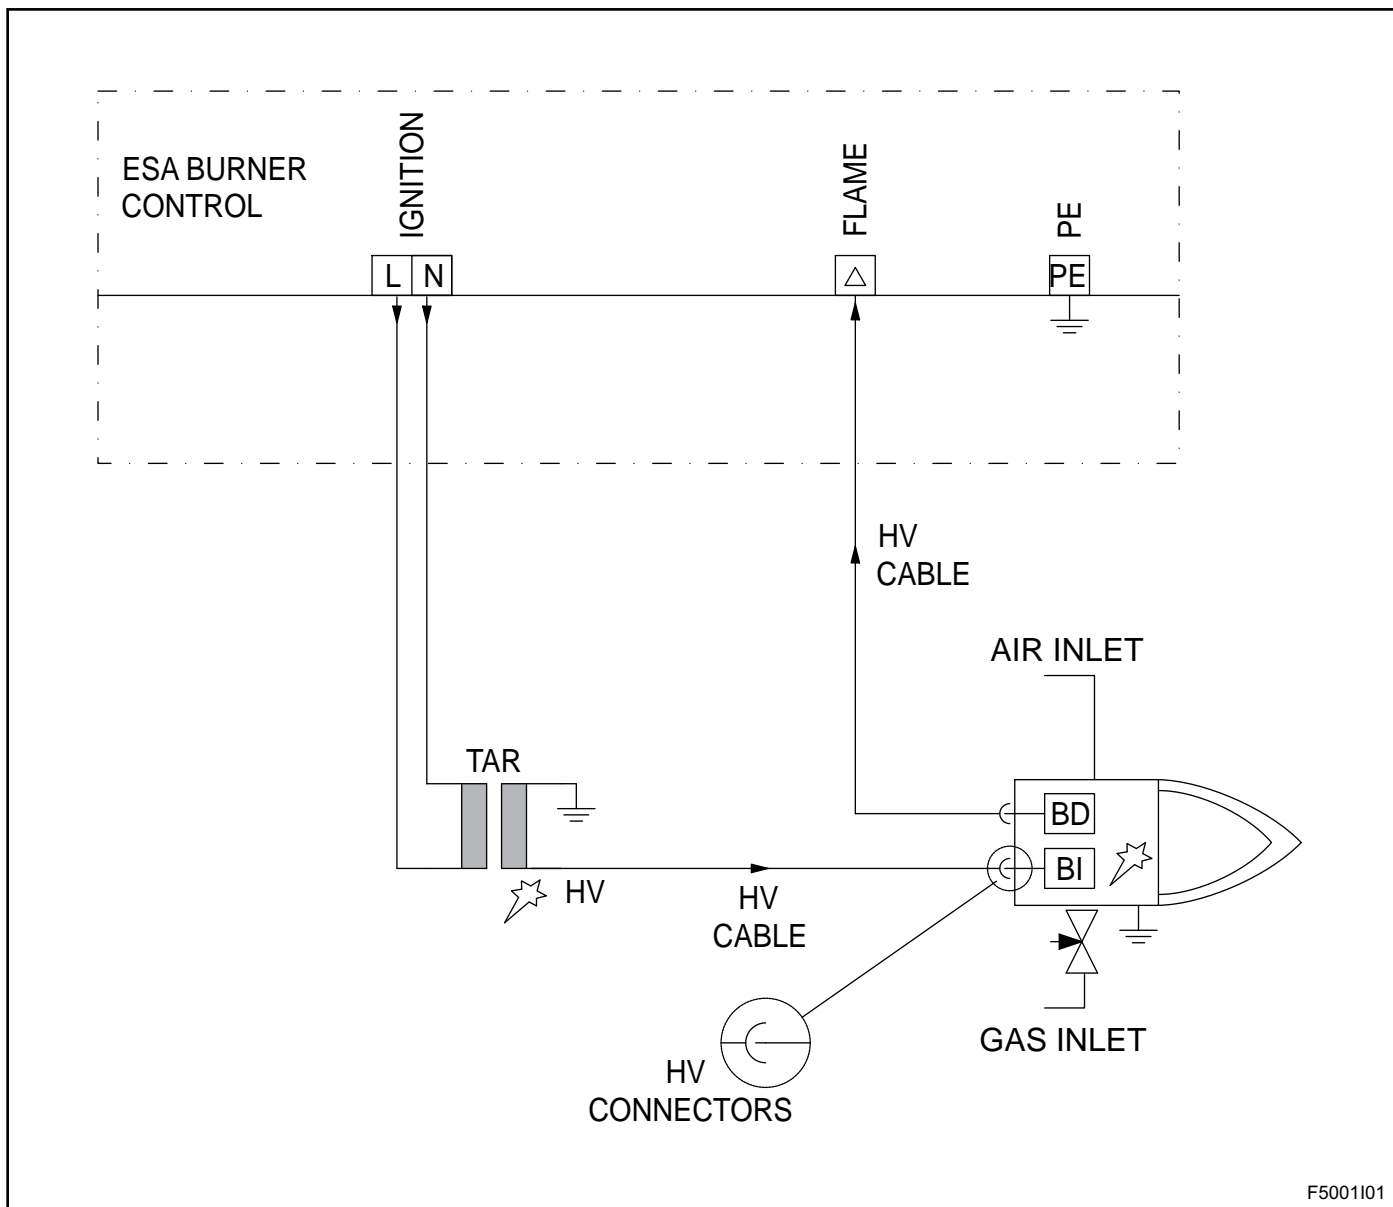 ESA BURNER
CONTROL
IGNITION
FLAME
PE
L N
PE
HV
CABLE
AIR INLET
TAR
BD
BI
HV
HV
CABLE
GAS INLET
HV
CONNECTORS
F5001I01